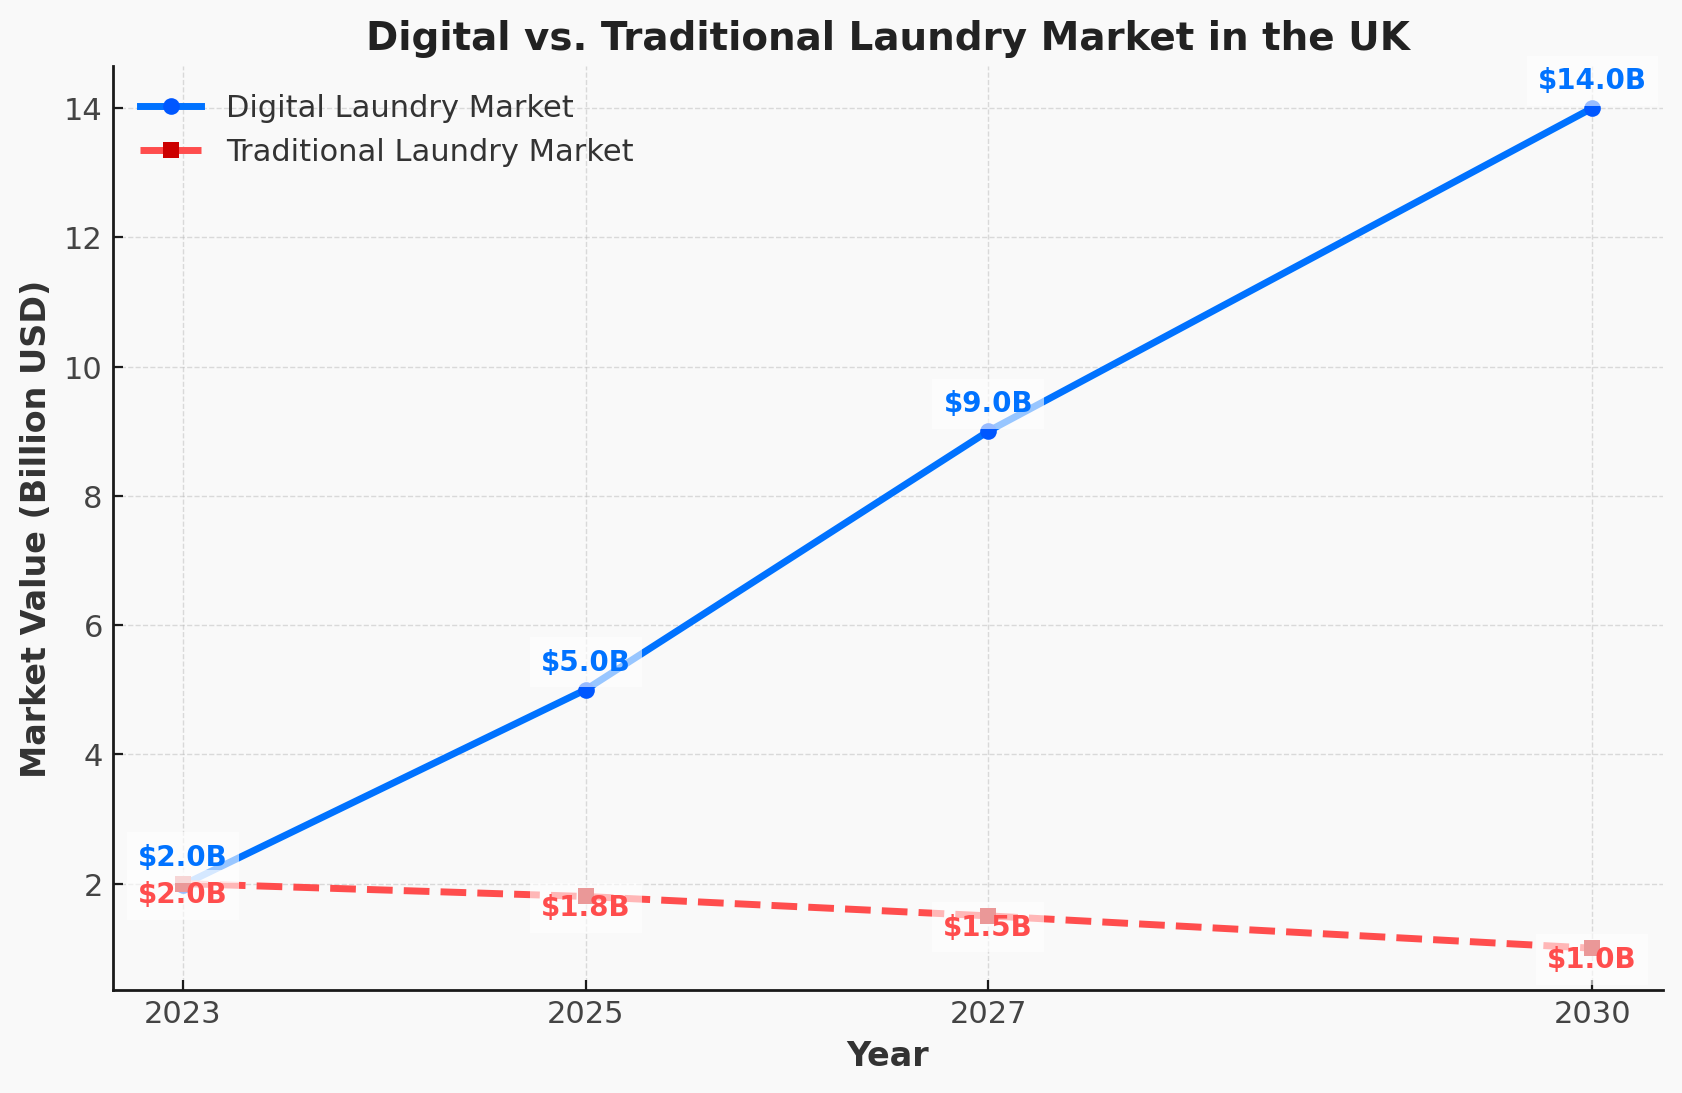 Digital vs. Traditional Laundry Market in the UK
Digital Laundry Market
Traditional Laundry Market
Market Value (Billion USD)
14
12
10
8
6
4
2
$2.0B
$5.0B
$9.0B
$14.0B
$2.0B
$1.8B
$1.5B
$1.0B
2023
2025
2027
2030
Year